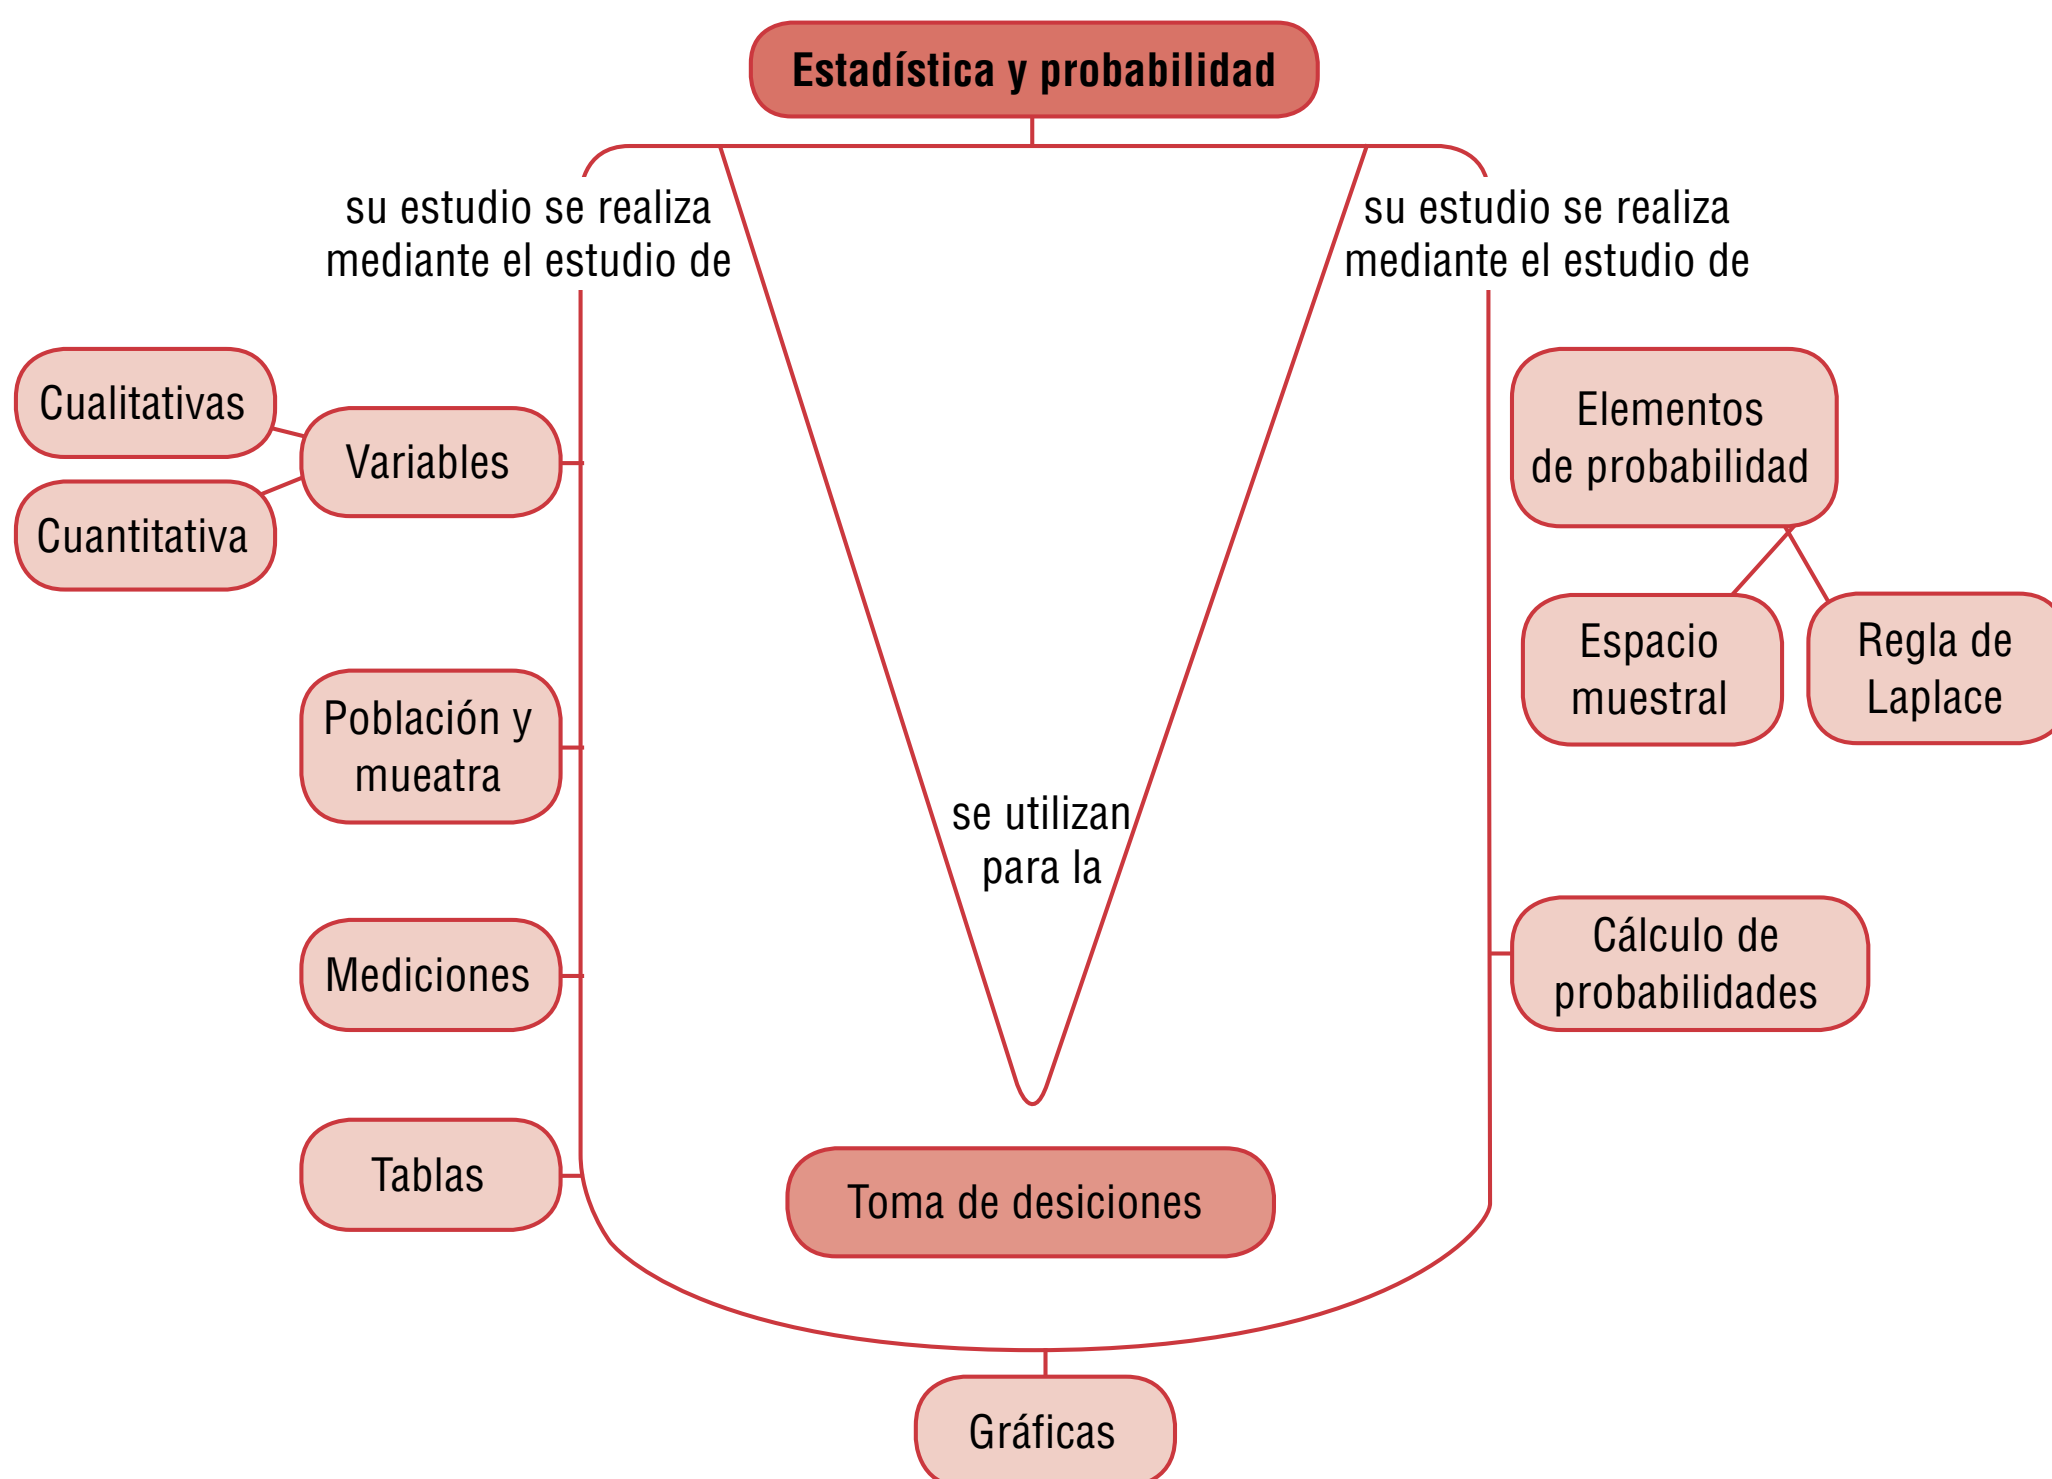 Estadística y probabilidad
su estudio se realiza
mediante el estudio de
su estudio se realiza
mediante el estudio de
Cualitativas
Cuantitativa
Variables
Elementos
de probabilidad
Espacio
muestral
Regla de
Laplace
Población y
mueatra
se utilizan
para la
Mediciones
Cálculo de
probabilidades
Tablas
Toma de desiciones
Gráficas